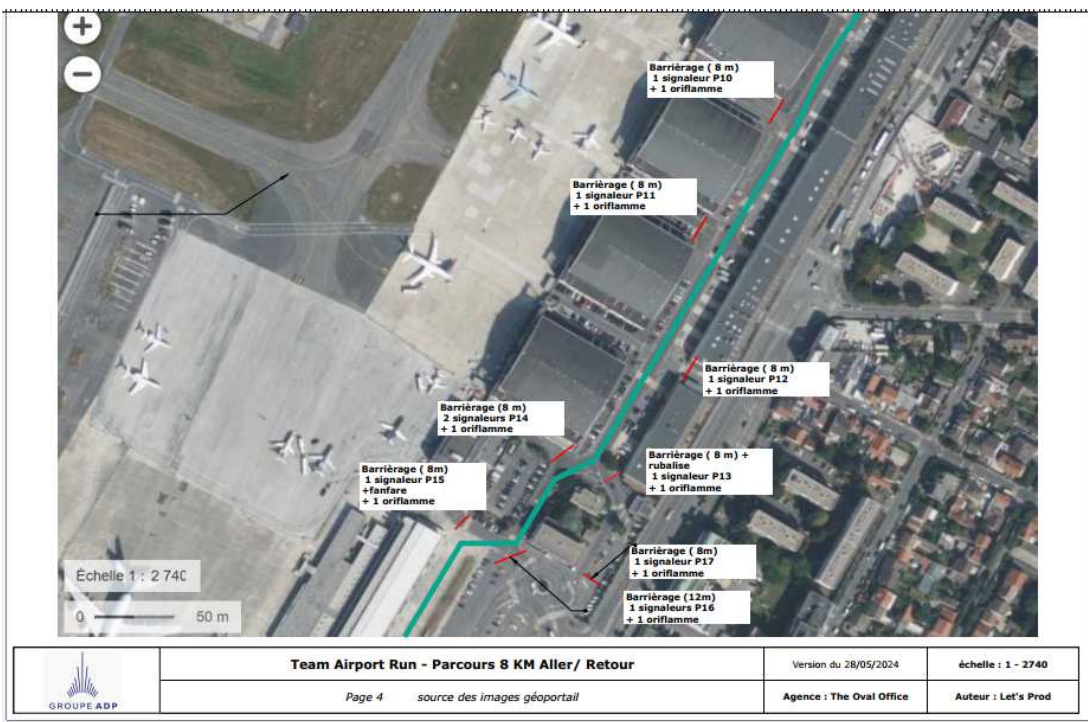 +
−
Barrièrage ( 8 m)
1 signaleur P10
+ 1 oriflamme
Barrièrage ( 8 m)
1 signaleur P11
+ 1 oriflamme
Barrièrage ( 8 m)
1 signaleur P12
+ 1 oriflamme
Barrièrage (8 m)
2 signaleurs P14
+ 1 oriflamme
Barrièrage ( 8 m) +
rubalise
1 signaleur P13
+ 1 oriflamme
Barrièrage ( 8m)
1 signaleur P15
+fanfare
+ 1 oriflamme
Barrièrage ( 8m)
1 signaleur P17
+ 1 oriflamme
Barrièrage (12m)
1 signaleurs P16
+ 1 oriflamme
Échelle 1 : 2 740
0 50 m
GROUPE ADP
Team Airport Run - Parcours 8 KM Aller/ Retour
Version du 28/05/2024
échelle : 1 - 2740
Page 4 source des images géoportail
Agence : The Oval Office
Auteur : Let's Prod